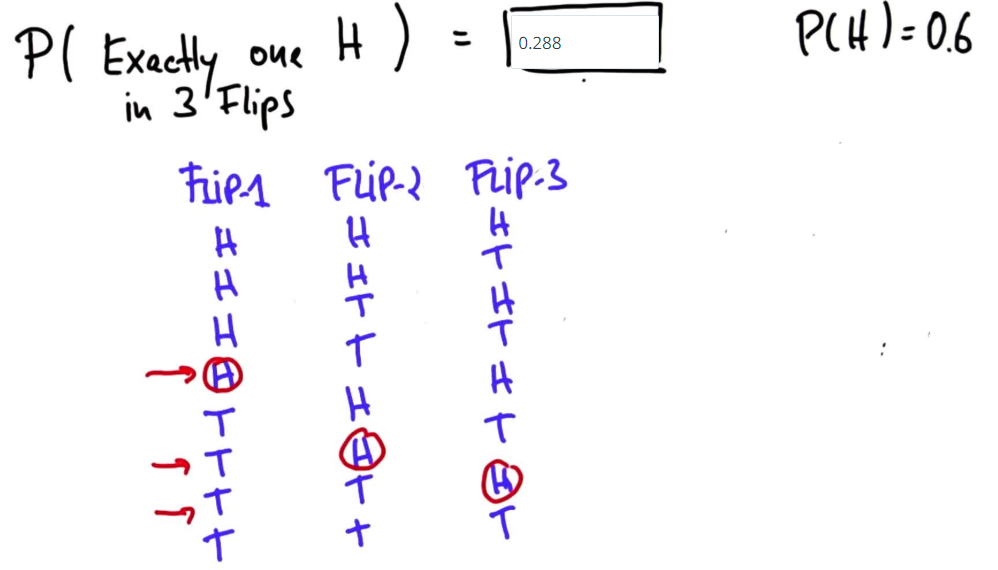 P( Exactly one H ) = 0.288 P(H)=0.6
in 3 Flips
Flip-1 Flip-2 Flip-3
H H H
H H T
H T H
H T T
T H H
T H T
T T H
T t T